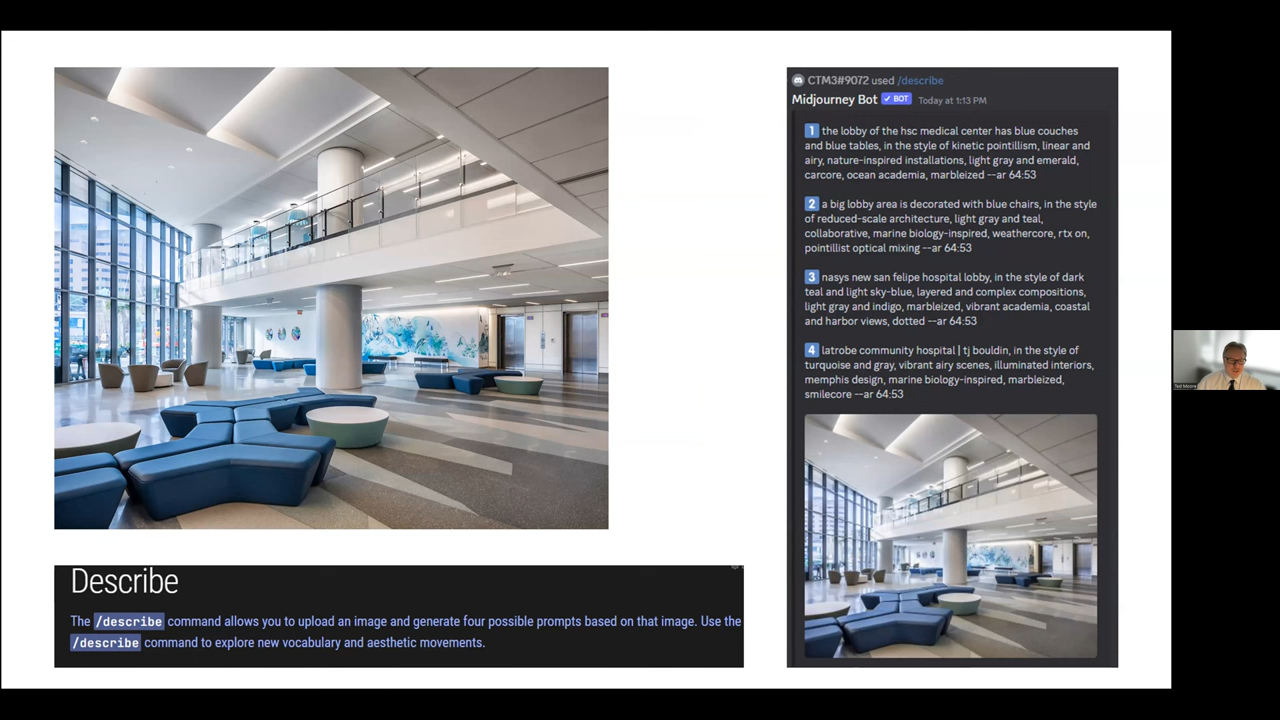 CTM3#9072 used /describe
Midjourney Bot ✓ BOT Today at 1:13 PM
1 the lobby of the hsc medical center has blue couches
and blue tables, in the style of kinetic pointillism, linear and
airy, nature-inspired installations, light gray and emerald,
carcore, ocean academia, marbleized --ar 64:53
2 a big lobby area is decorated with blue chairs, in the style
of reduced-scale architecture, light gray and teal,
collaborative, marine biology-inspired, weathercore, rtx on,
pointillist optical mixing --ar 64:53
3 nasys new san felipe hospital lobby, in the style of dark
teal and light sky-blue, layered and complex compositions,
light gray and indigo, marbleized, vibrant academia, coastal
and harbor views, dotted --ar 64:53
4 latrobe community hospital | tj bouldin, in the style of
turquoise and gray, vibrant airy scenes, illuminated interiors,
memphis design, marine biology-inspired, marbleized,
smilecore --ar 64:53
Describe
The /describe command allows you to upload an image and generate four possible prompts based on that image. Use the
/describe command to explore new vocabulary and aesthetic movements.
Ted Moore